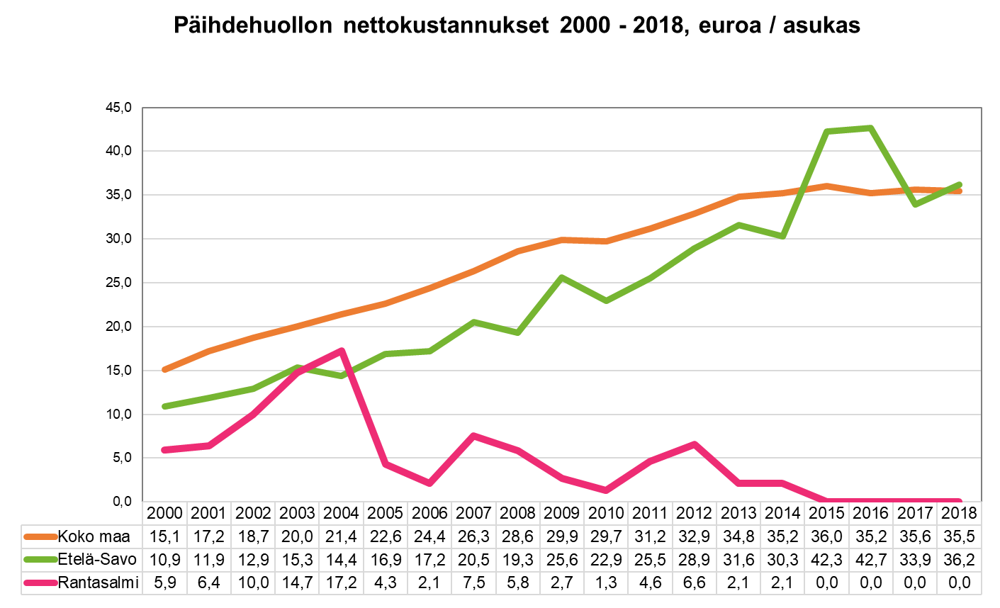 Päihdehuollon nettokustannukset 2000 - 2018, euroa / asukas
45,0
40,0
35,0
30,0
25,0
20,0
15,0
10,0
5,0
0,0
2000 2001 2002 2003 2004 2005 2006 2007 2008 2009 2010 2011 2012 2013 2014 2015 2016 2017 2018
Koko maa 15,1 17,2 18,7 20,0 21,4 22,6 24,4 26,3 28,6 29,9 29,7 31,2 32,9 34,8 35,2 36,0 35,2 35,6 35,5
Etelä-Savo 10,9 11,9 12,9 15,3 14,4 16,9 17,2 20,5 19,3 25,6 22,9 25,5 28,9 31,6 30,3 42,3 42,7 33,9 36,2
Rantasalmi 5,9 6,4 10,0 14,7 17,2 4,3 2,1 7,5 5,8 2,7 1,3 4,6 6,6 2,1 2,1 0,0 0,0 0,0 0,0